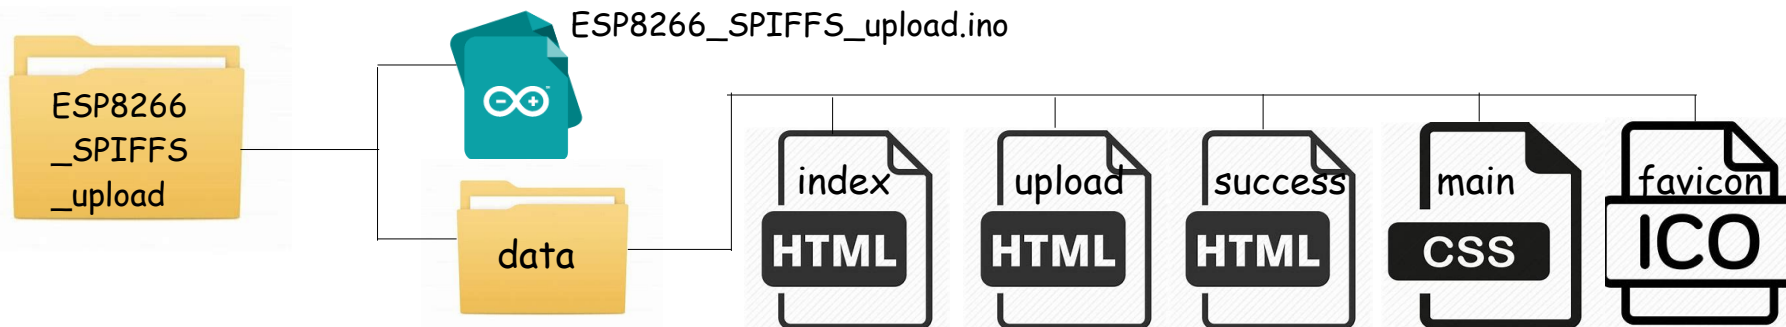 ESP8266_SPIFFS_upload.ino
ESP8266
_SPIFFS
_upload
data
index
HTML
upload
HTML
success
HTML
main
CSS
favicon
ICO